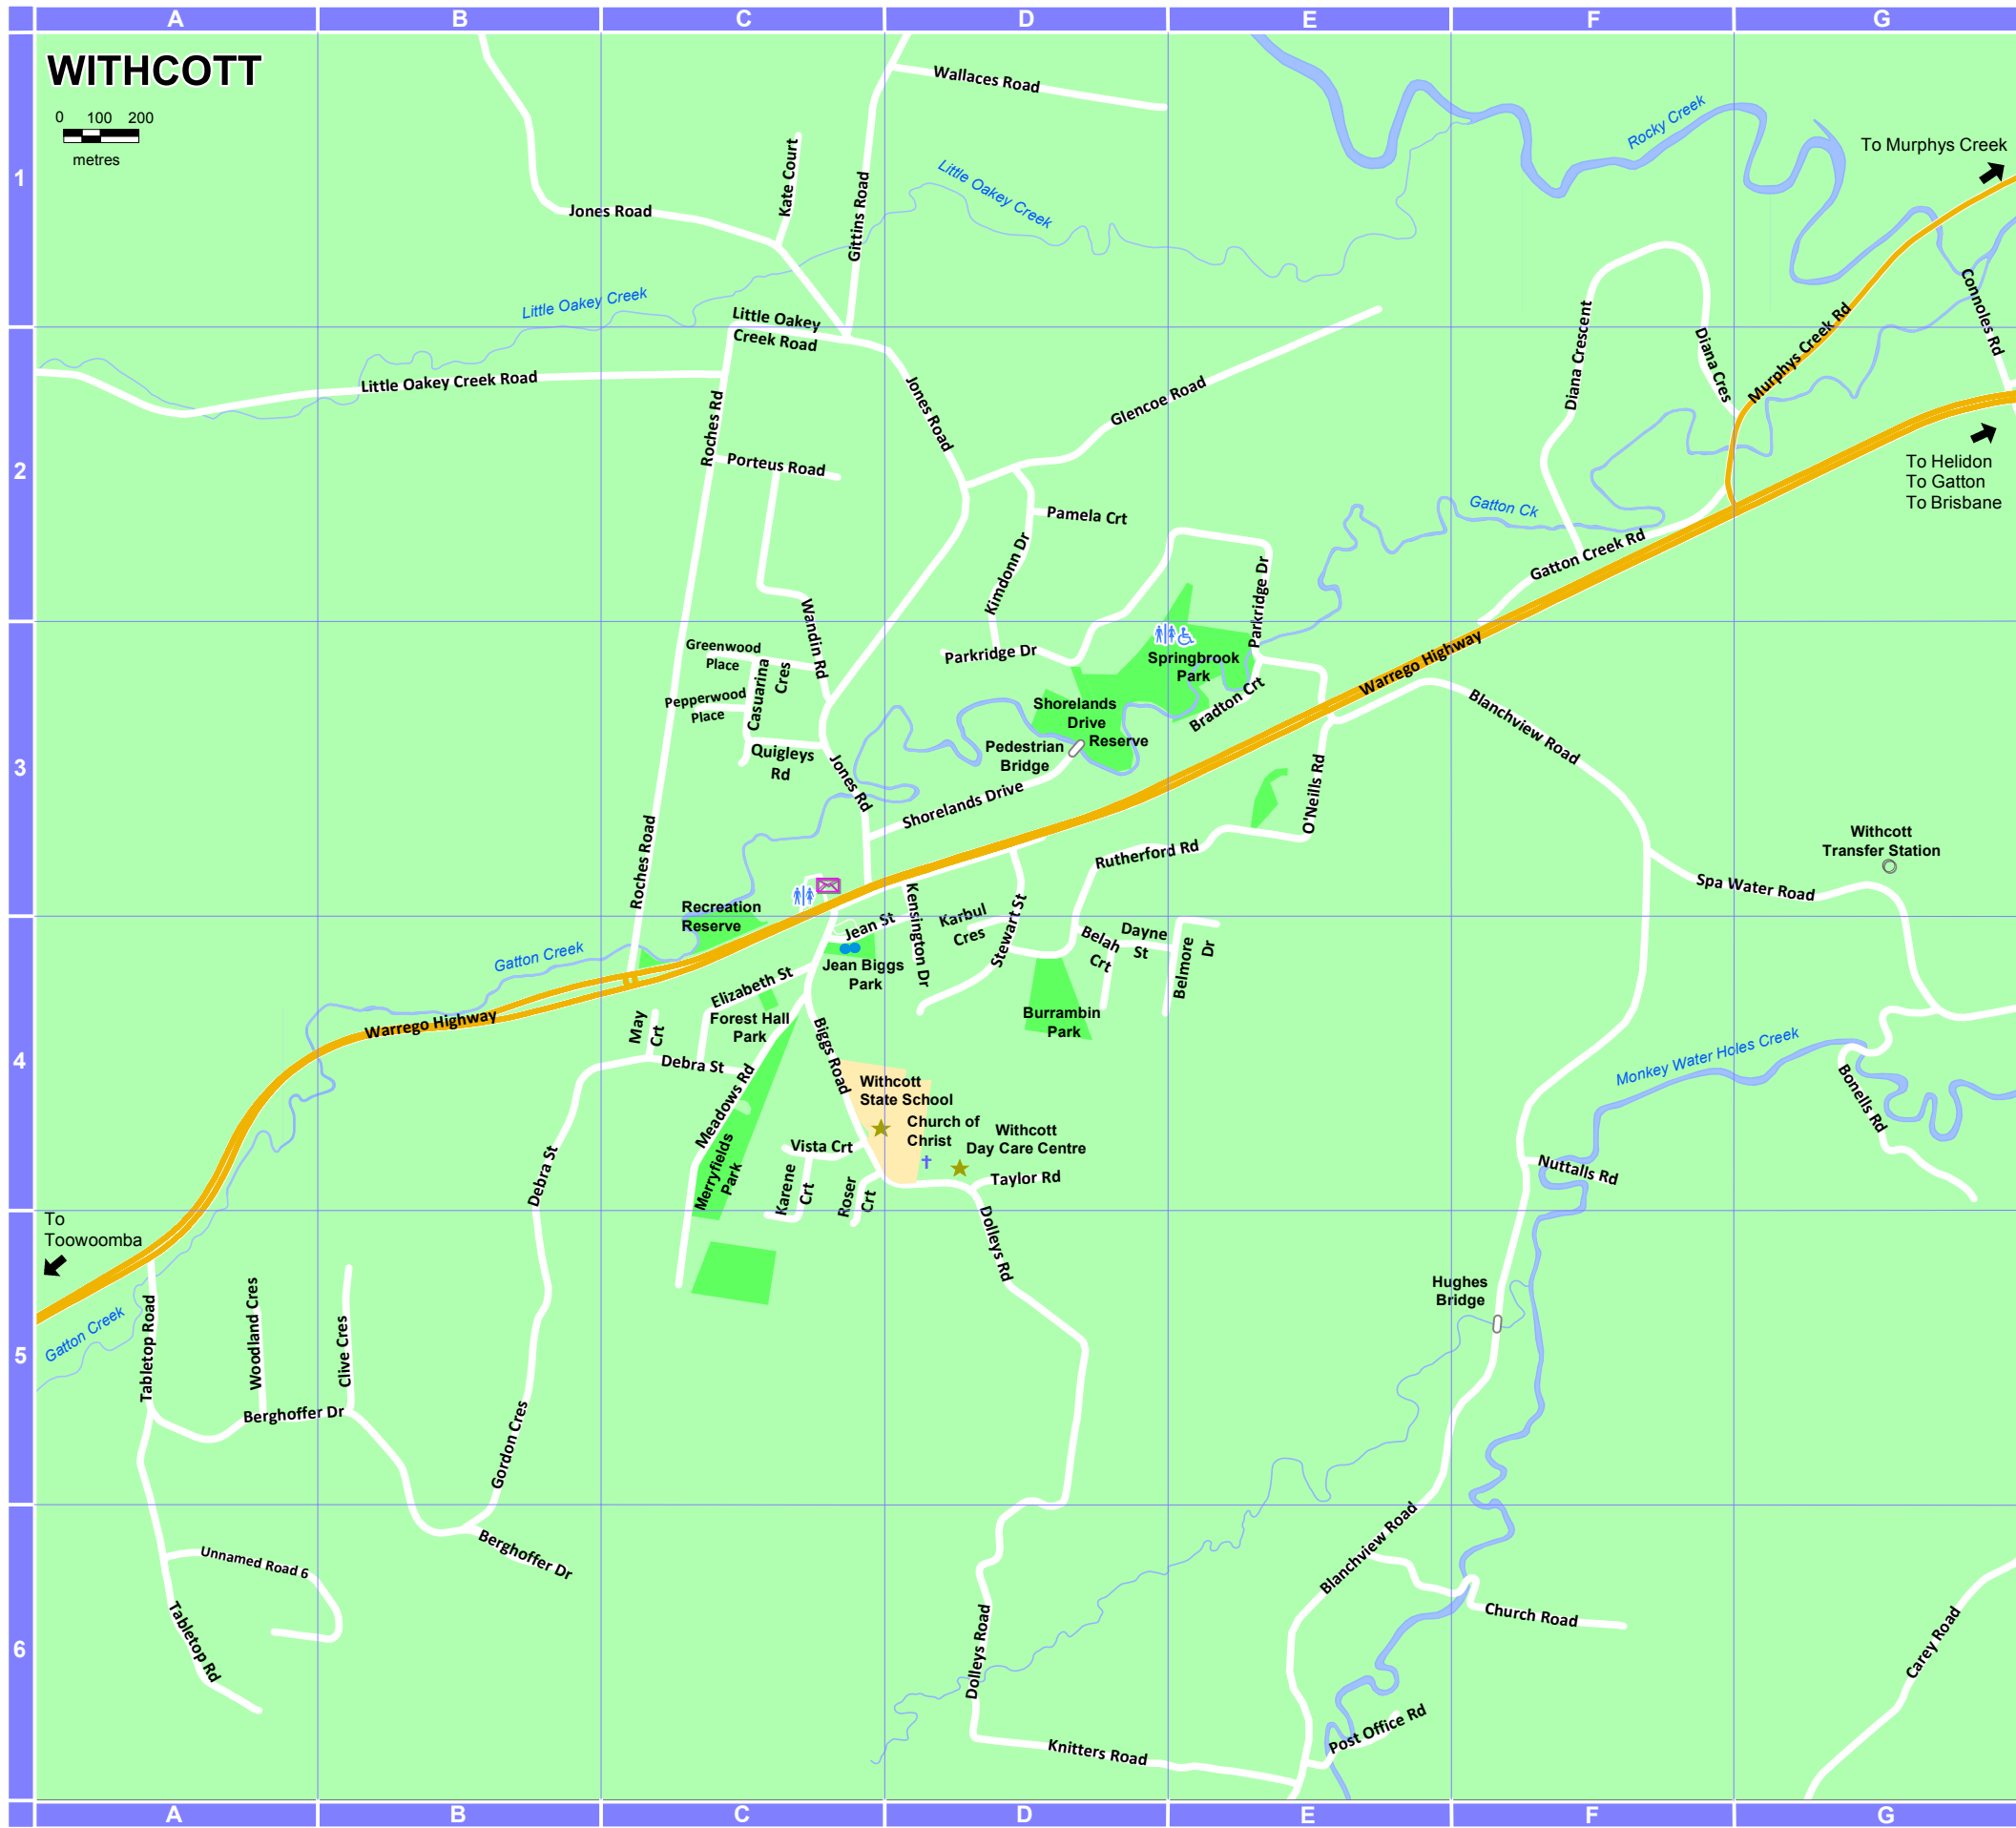 A B C D E F G
WITHCOTT
0 100 200
metres
1
2
3
4
5
6
Wallaces Road
Rocky Creek
To Murphys Creek
Kate Court
Little Oakey Creek
Jones Road
Gittins Road
Little Oakey Creek
Connoles Rd
Little Oakey
Creek Road
Diana Crescent
Diana Cres
Murphys Creek Rd
Little Oakey Creek Road
Roches Rd
Jones Road
Glencoe Road
Porteus Road
To Helidon
To Gatton
To Brisbane
Pamela Crt
Gatton Ck
Gatton Creek Rd
Kimdonn Dr
Parkridge Dr
Wandin Rd
Greenwood
Place
Casuarina
Cres
Parkridge Dr
Springbrook
Park
Warrego Highway
Pepperwood
Place
Bradton Crt
Shorelands
Drive
Reserve
Blanchview Road
Quigleys
Rd
Pedestrian
Bridge
Jones Rd
Shorelands Drive
O'Neills Rd
Roches Road
Rutherford Rd
Withcott
Transfer Station
Spa Water Road
Recreation
Reserve
Kensington Dr
Jean St
Karbul
Cres
Stewart St
Belah
Crt
Dayne
St
Belmore
Dr
Gatton Creek
Jean Biggs
Park
Elizabeth St
Warrego Highway
May
Crt
Forest Hall
Park
Biggs Road
Burrambin
Park
Debra St
Monkey Water Holes Creek
Meadows Rd
Withcott
State School
Church of
Christ
Withcott
Day Care Centre
Bonells Rd
Vista Crt
Merryfields
Park
Karene
Crt
Roser
Crt
Taylor Rd
Nuttalls Rd
Debra St
To
Toowoomba
Dolleys Rd
Hughes
Bridge
Gatton Creek
Tabletop Road
Woodland Cres
Clive Cres
Berghoffer Dr
Gordon Cres
Berghoffer Dr
Unnamed Road 6
Tabletop Rd
Blanchview Road
Church Road
Dolleys Road
Carey Road
Post Office Rd
Knitters Road
A B C D E F G